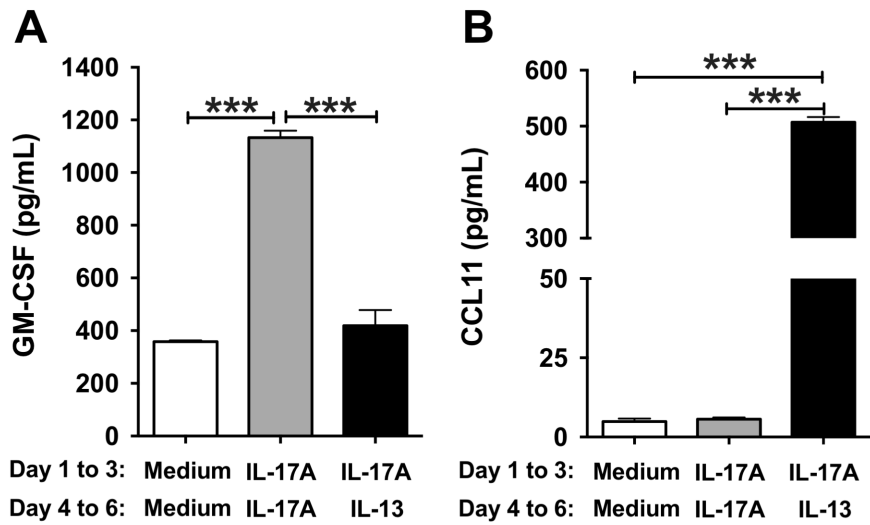 A
GM-CSF (pg/mL)
1400
1200
1000
800
600
400
200
0
*** ***
Day 1 to 3: Medium IL-17A IL-17A
Day 4 to 6: Medium IL-17A IL-13
B
CCL11 (pg/mL)
600
500
400
300
50
25
0
***
***
Day 1 to 3: Medium IL-17A IL-17A
Day 4 to 6: Medium IL-17A IL-13